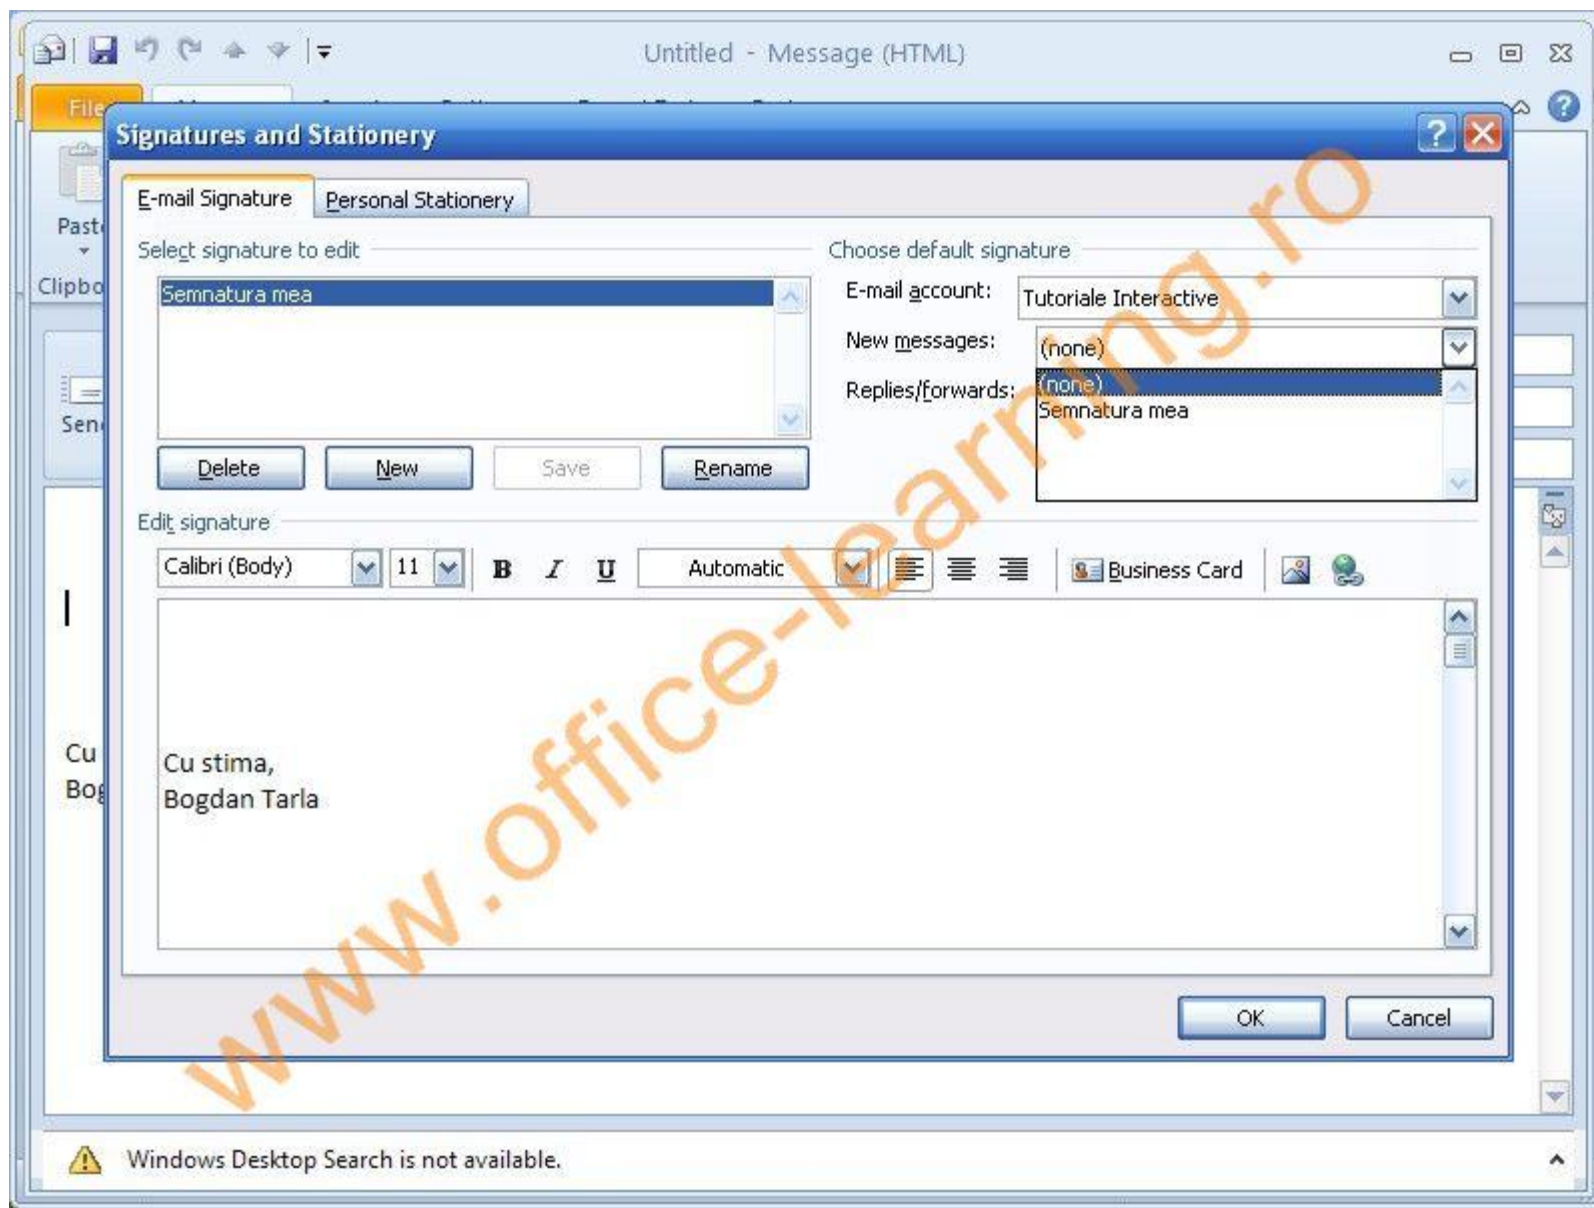 Untitled - Message (HTML)
File
Signatures and Stationery
E-mail Signature
Personal Stationery
Paste
Select signature to edit
Choose default signature
Semnatura mea
E-mail account:
Tutoriale Interactive
New messages:
(none)
Replies/forwards:
(none)
Semnatura mea
Send
Delete
New
Save
Rename
Edit signature
Calibri (Body)
11
B
I
U
Automatic
Business Card
Cu
Cu stima,
Bogdan Tarla
OK
Cancel
Windows Desktop Search is not available.
www.office-learning.ro